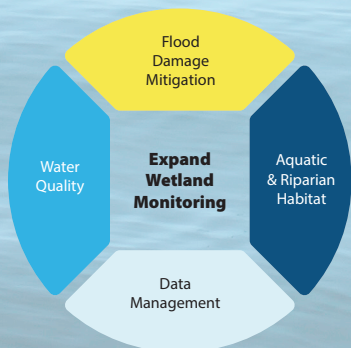 Flood
Damage
Mitigation
Water
Quality
Expand
Wetland
Monitoring
Aquatic
& Riparian
Habitat
Data
Management